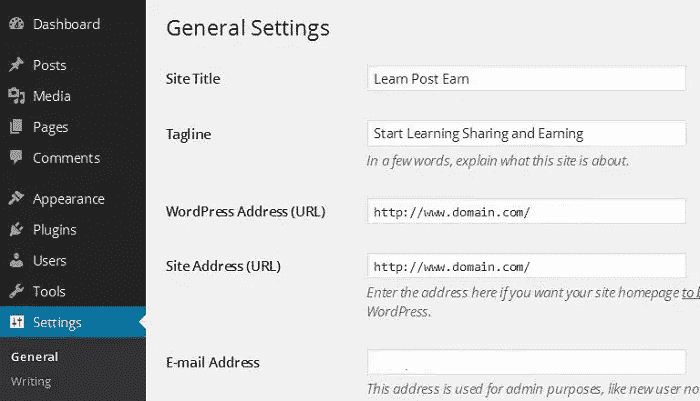 Dashboard
Posts
Media
Pages
Comments
Appearance
Plugins
Users
Tools
Settings
General
Writing
General Settings
Site Title
Learn Post Earn
Tagline
Start Learning Sharing and Earning
In a few words, explain what this site is about.
WordPress Address (URL)
http://www.domain.com/
Site Address (URL)
http://www.domain.com/
Enter the address here if you want your site homepage to
WordPress.
E-mail Address
This address is used for admin purposes, like new user